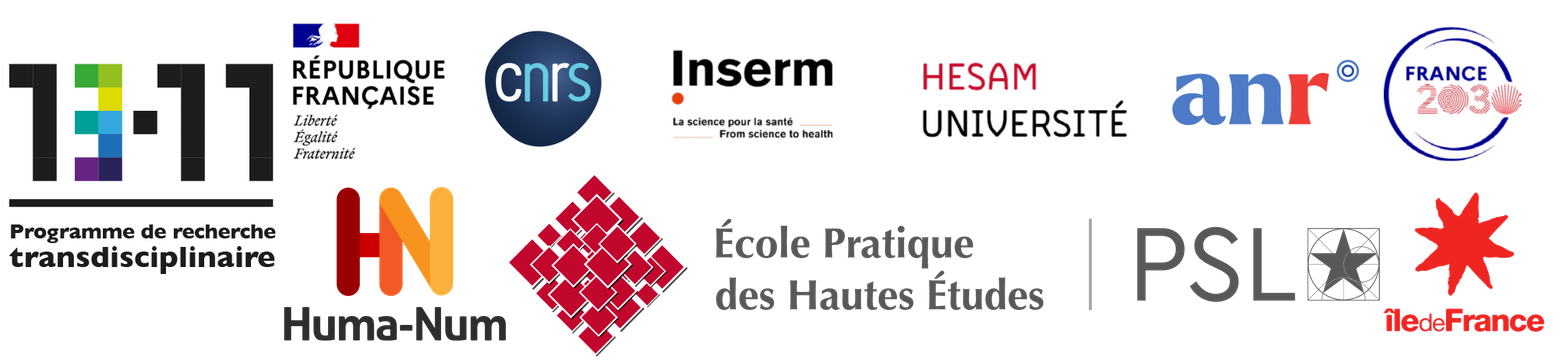 13-11
Programme de recherche
transdisciplinaire
RÉPUBLIQUE
FRANÇAISE
Liberté
Égalité
Fraternité
cnrs
Inserm
La science pour la santé
From science to health
HESAM
UNIVERSITÉ
anr
FRANCE
2030
HN
Huma-Num
École Pratique
des Hautes Études
PSL
îledeFrance